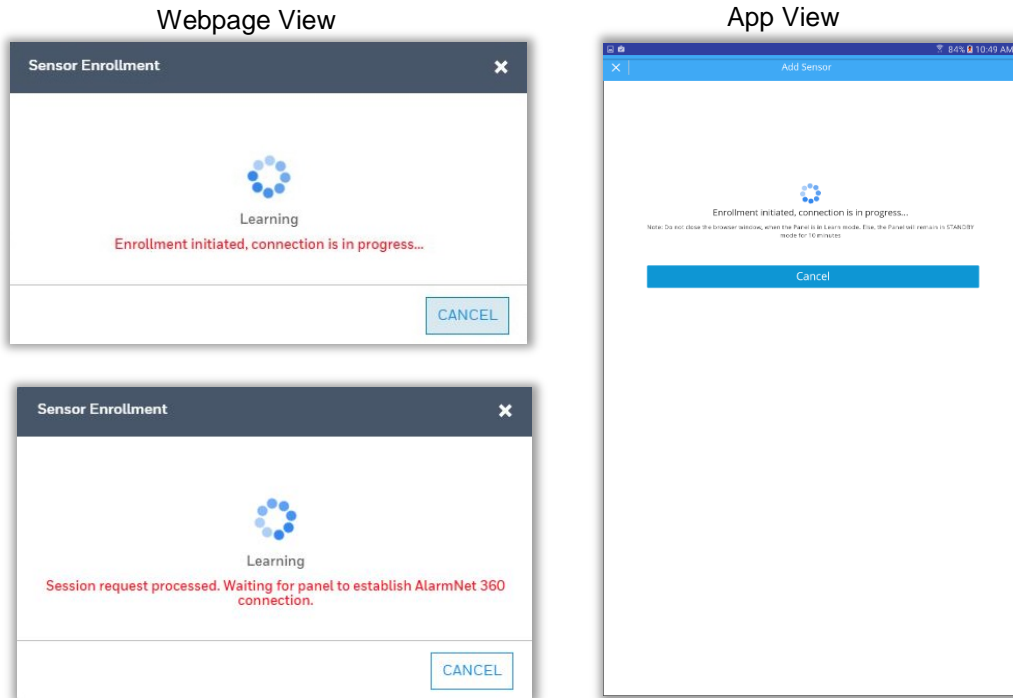 Webpage View
Sensor Enrollment
Learning
Enrollment initiated, connection is in progress...
CANCEL
Sensor Enrollment
Learning
Session request processed. Waiting for panel to establish AlarmNet 360
connection.
CANCEL
App View
84% 10:49 AM
Add Sensor
Enrollment initiated, connection is in progress...
Note: Do not close the browser window, when the Panel is in Learn mode. Else, the Panel will remain in STANDBY
mode for 10 minutes
Cancel